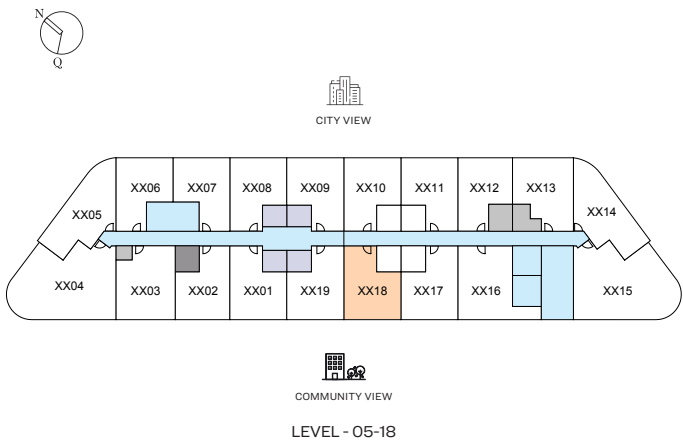 N
Q
CITY VIEW
XX06 XX07 XX08 XX09 XX10 XX11 XX12 XX13
XX05 XX14
XX04 XX03 XX02 XX01 XX19 XX18 XX17 XX16 XX15
COMMUNITY VIEW
LEVEL - 05-18